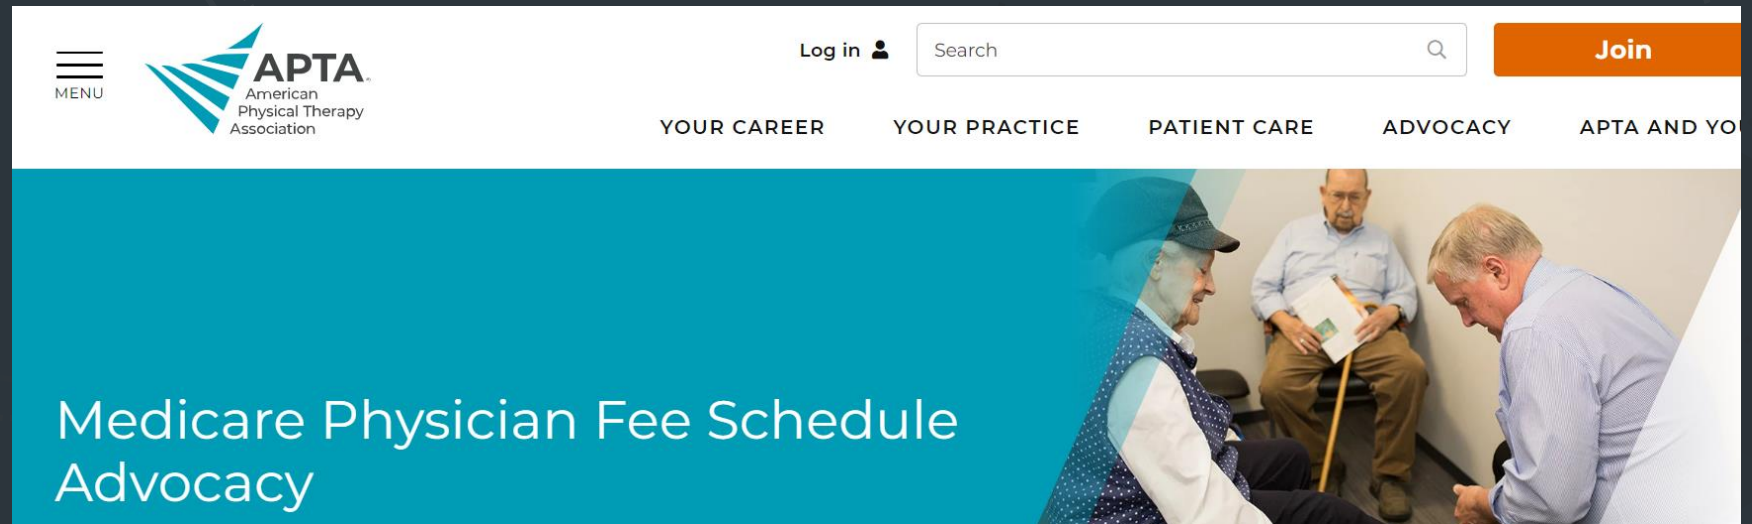 MENU
APTA
American
Physical Therapy
Association
Log in
Search
Join
YOUR CAREER
YOUR PRACTICE
PATIENT CARE
ADVOCACY
APTA AND YO
Medicare Physician Fee Schedule
Advocacy